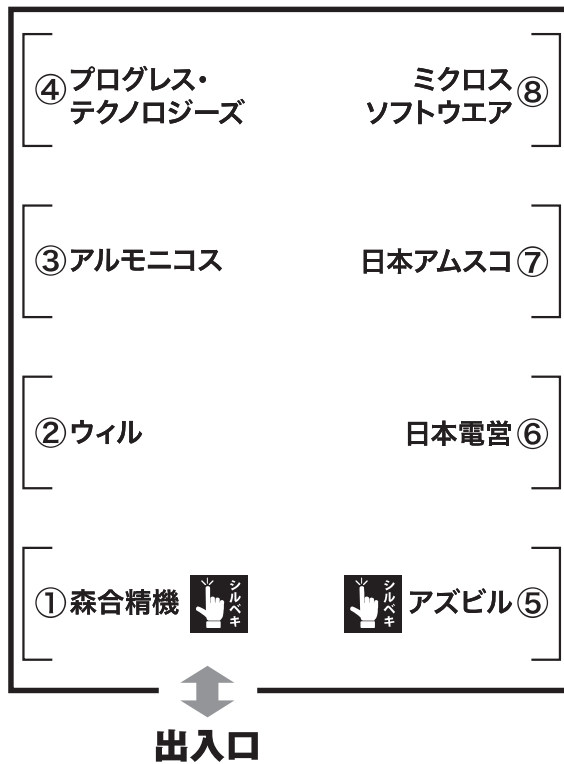 ④プログレス・
テクノロジーズ
ミクロス⑧
ソフトウエア
③アルモニコス
日本アムスコ⑦
②ウィル
日本電営⑥
①森合精機
シルベキ
シルベキ
アズビル⑤
出入口